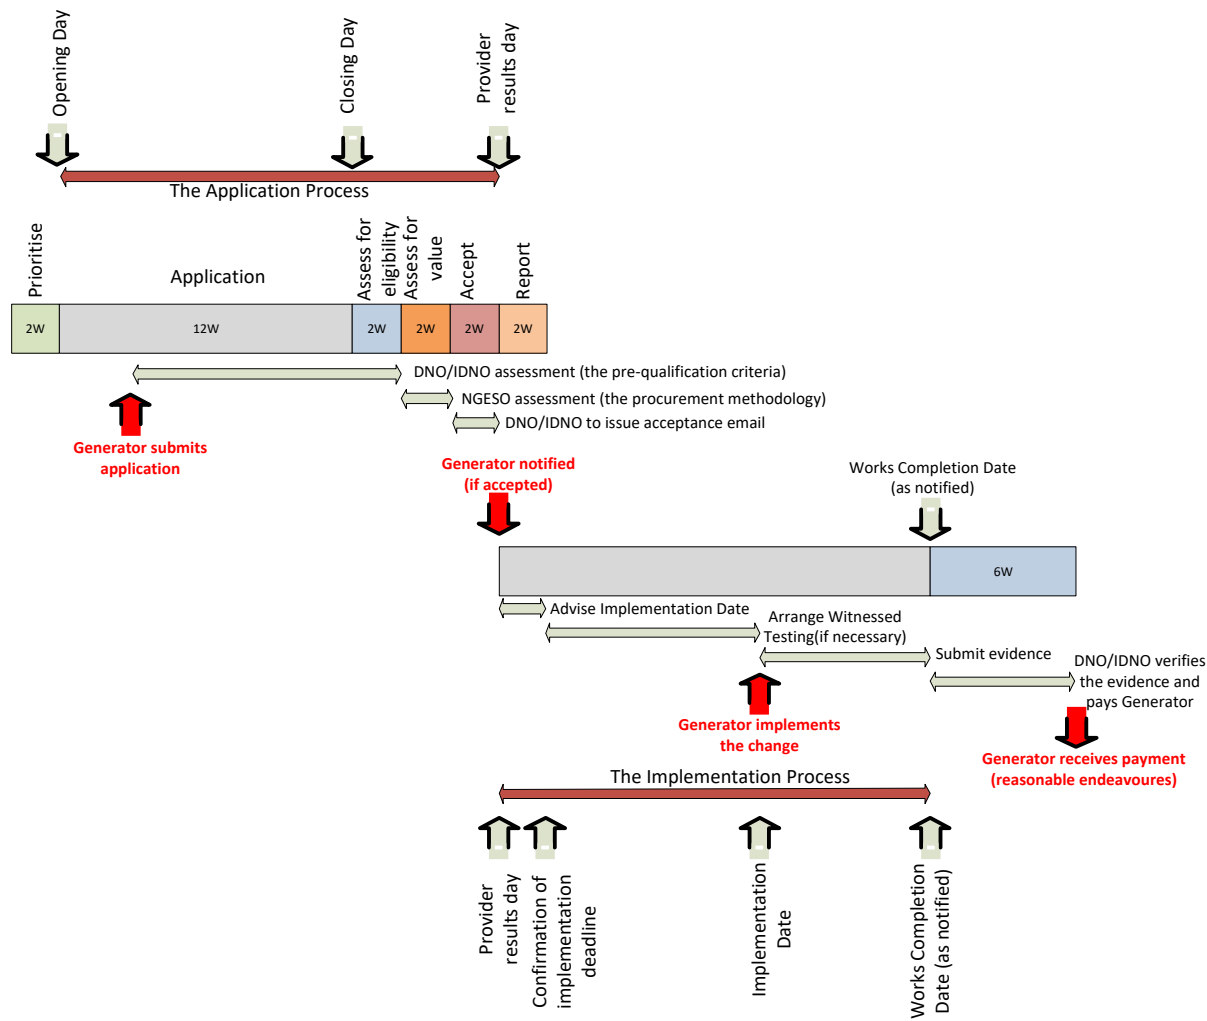 Opening Day
Closing Day
Provider
results day
The Application Process
Prioritise
Application
Assess for
eligibility
Assess for
value
Accept
Report
2W
12W
2W
2W
2W
2W
DNO/IDNO assessment (the pre-qualification criteria)
NGESO assessment (the procurement methodology)
DNO/IDNO to issue acceptance email
Generator submits
application
Generator notified
(if accepted)
Works Completion Date
(as notified)
6W
Advise Implementation Date
Arrange Witnessed
Testing(if necessary)
Submit evidence
DNO/IDNO verifies
the evidence and
pays Generator
Generator implements
the change
Generator receives payment
(reasonable endeavoures)
The Implementation Process
Provider
results day
Confirmation of
implementation
deadline
Implementation
Date
Works Completion
Date (as notified)